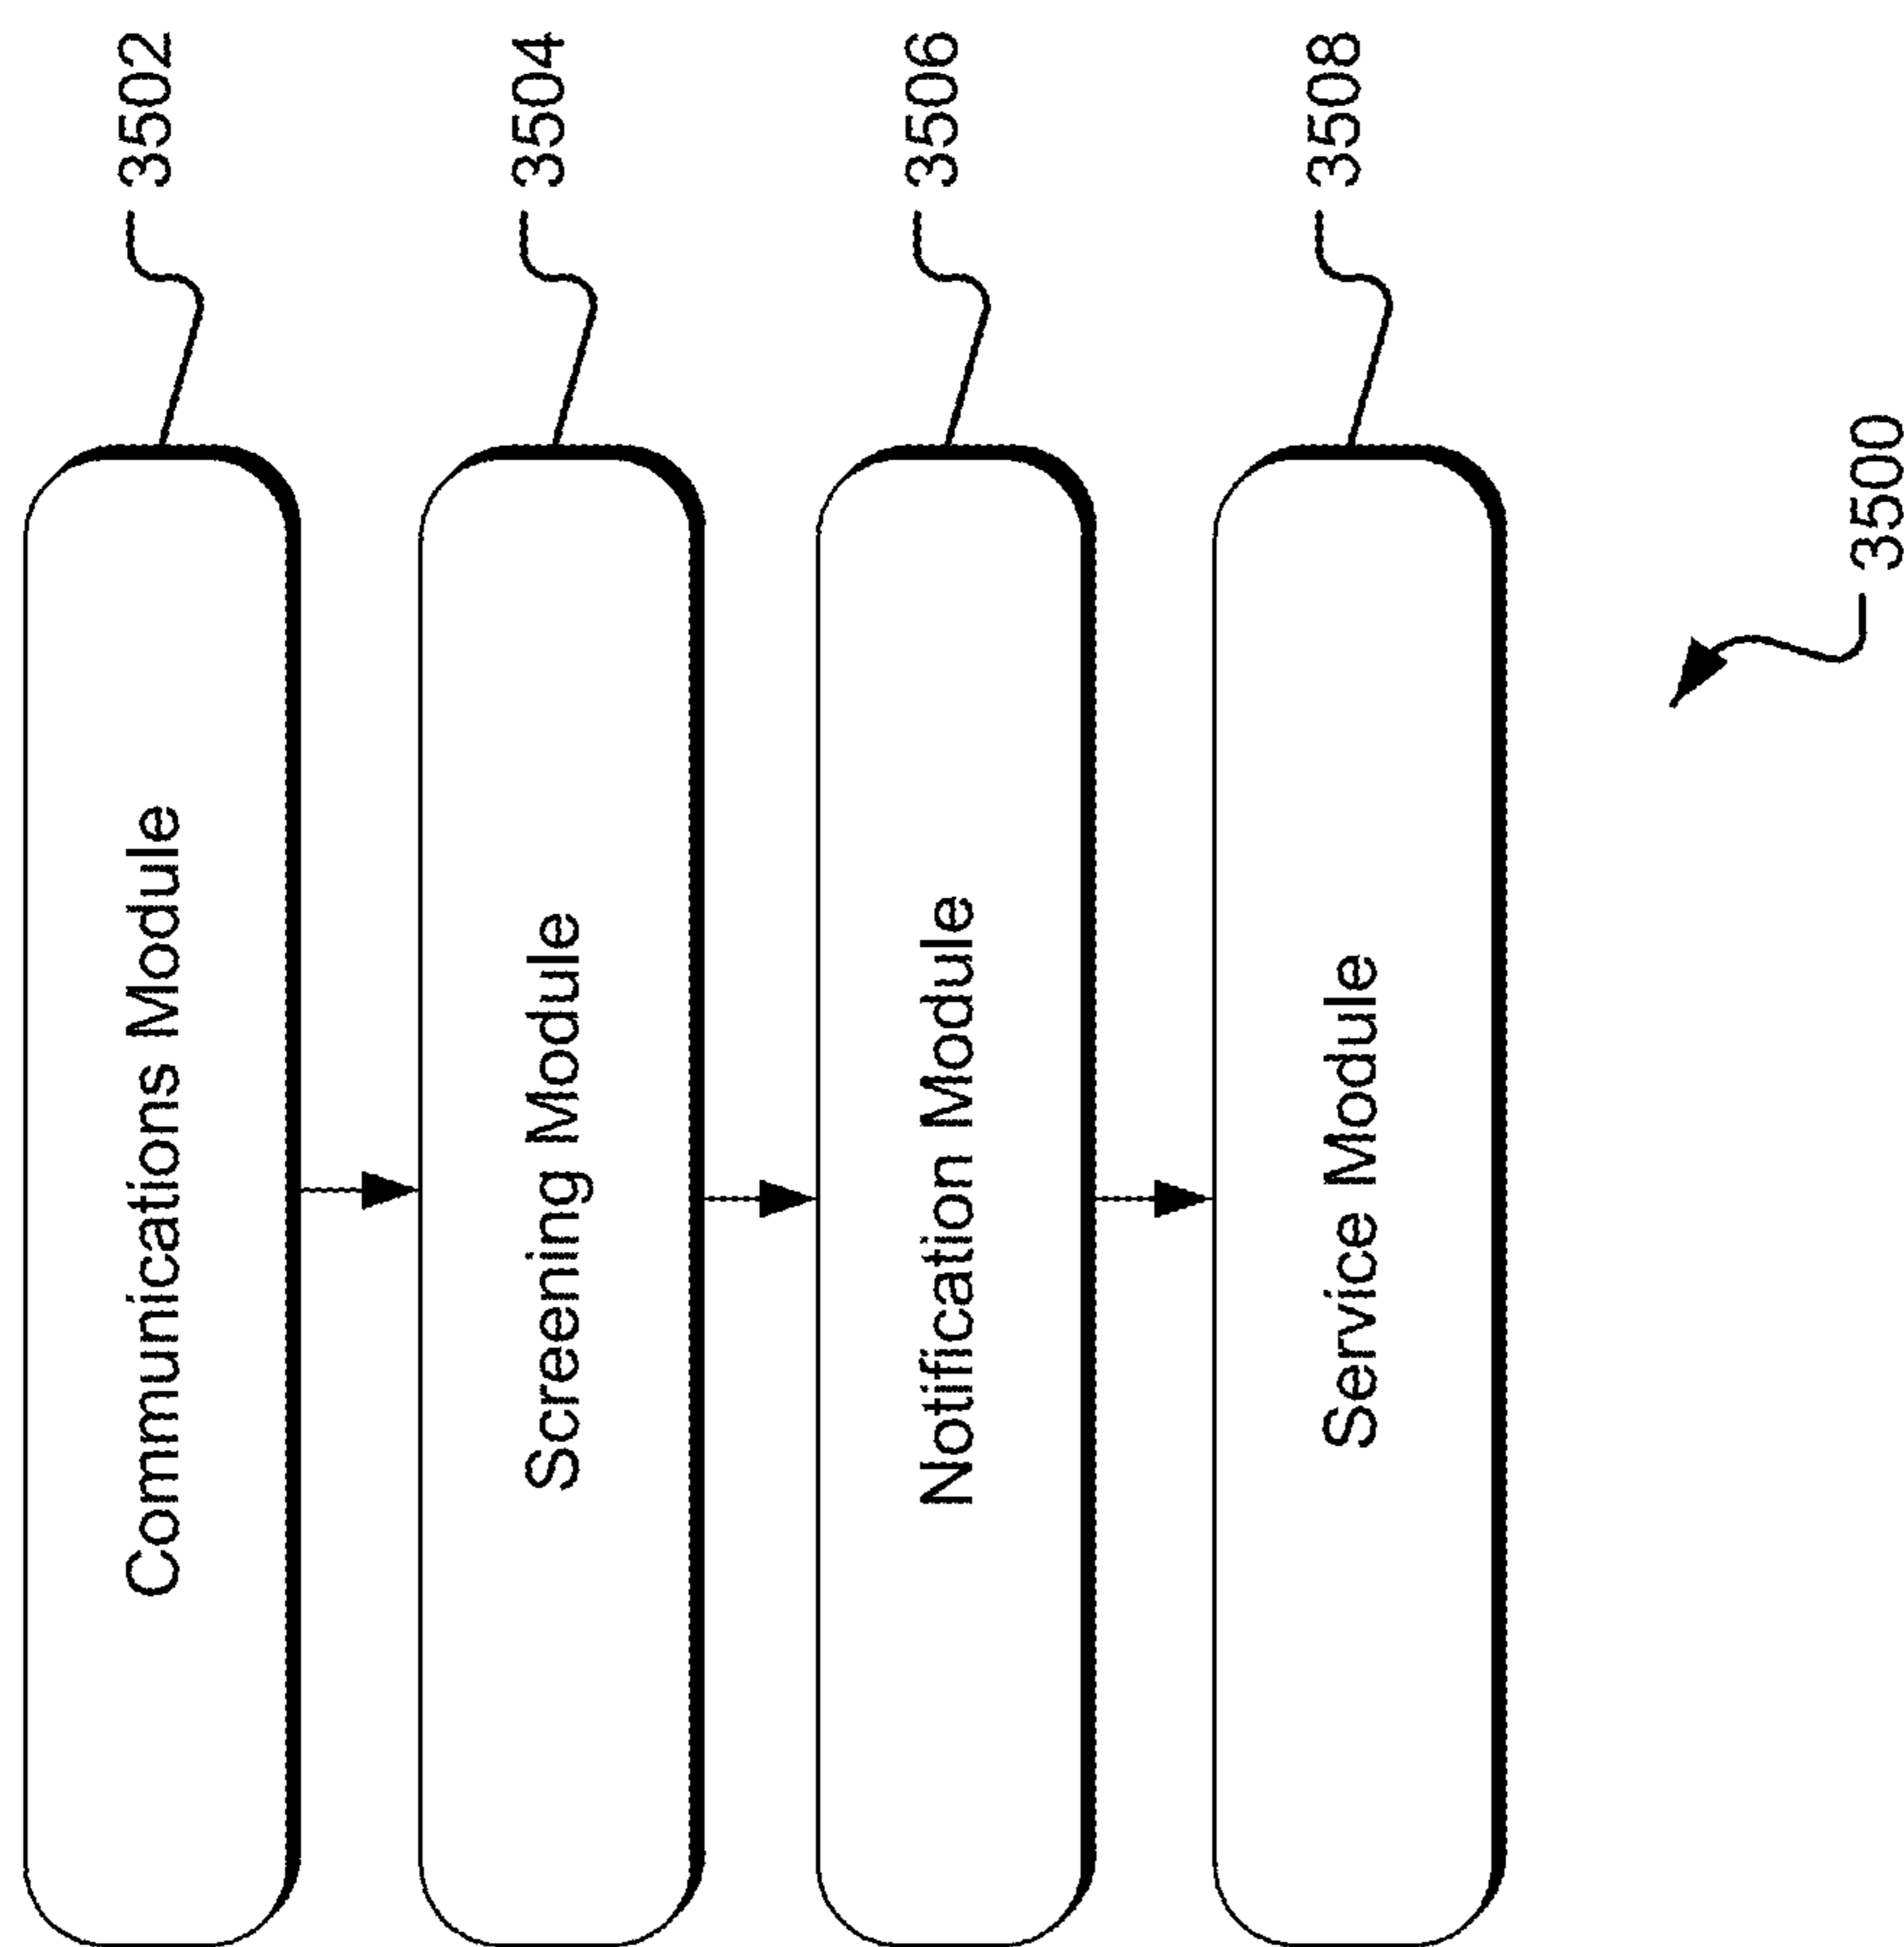 Communications Module
3502
Screening Module
3504
Notification Module
3506
Service Module
3508
3500